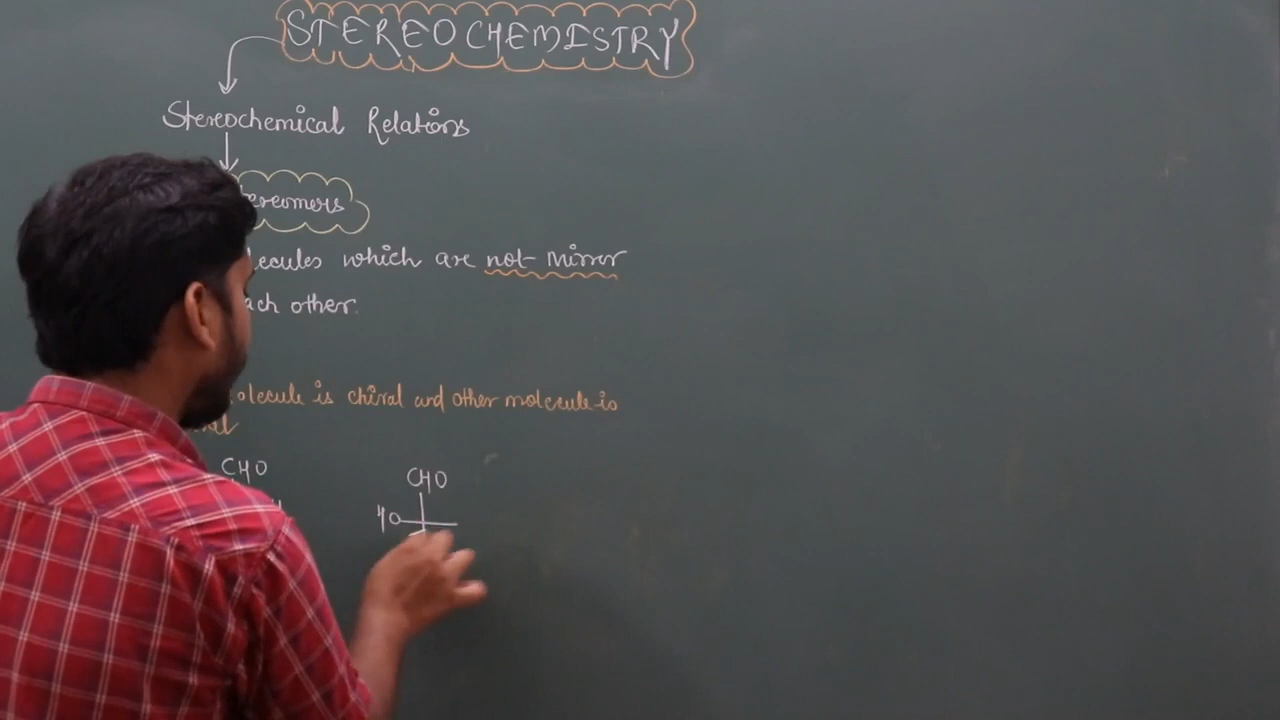 STEREOCHEMISTRY
Stereochemical Relations
ereomers
lecules which are not mirror
ach other.
olecule is chiral and other molecule is
CHO
CHO
HO